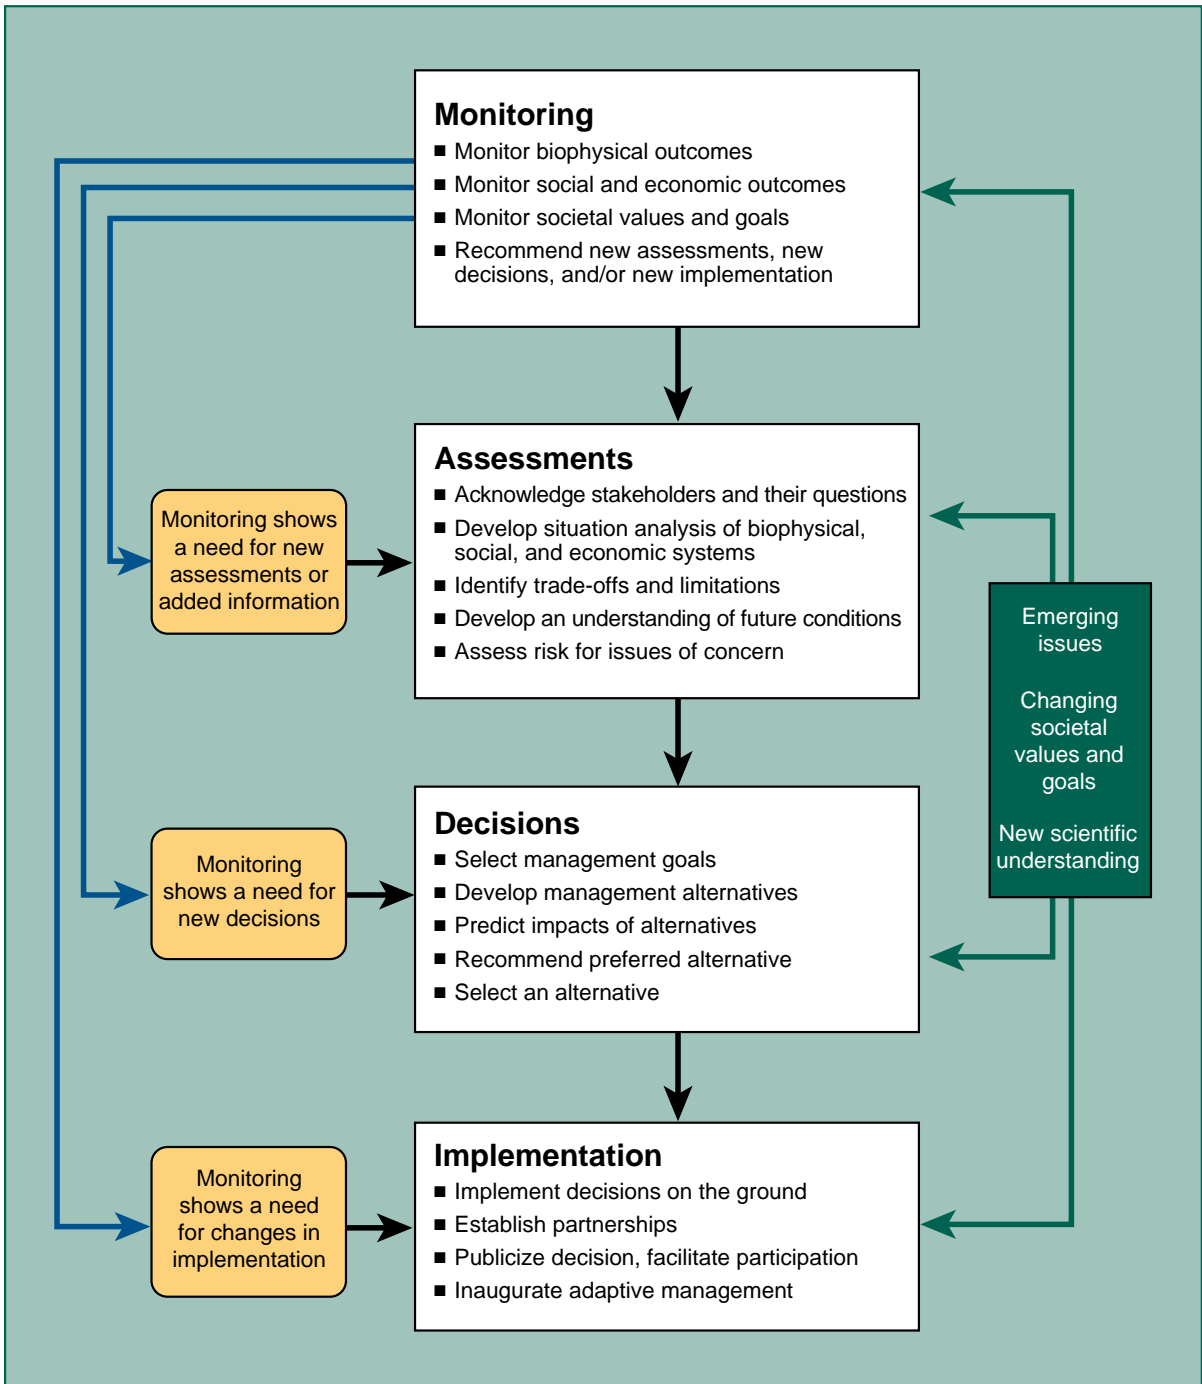 Monitoring
■ Monitor biophysical outcomes
■ Monitor social and economic outcomes
■ Monitor societal values and goals
■ Recommend new assessments, new
decisions, and/or new implementation
Assessments
■ Acknowledge stakeholders and their questions
■ Develop situation analysis of biophysical,
social, and economic systems
■ Identify trade-offs and limitations
■ Develop an understanding of future conditions
■ Assess risk for issues of concern
Monitoring shows
a need for new
assessments or
added information
Emerging
issues
Changing
societal
values and
goals
New scientific
understanding
Decisions
■ Select management goals
■ Develop management alternatives
■ Predict impacts of alternatives
■ Recommend preferred alternative
■ Select an alternative
Monitoring
shows a need for
new decisions
Implementation
■ Implement decisions on the ground
■ Establish partnerships
■ Publicize decision, facilitate participation
■ Inaugurate adaptive management
Monitoring
shows a need
for changes in
implementation